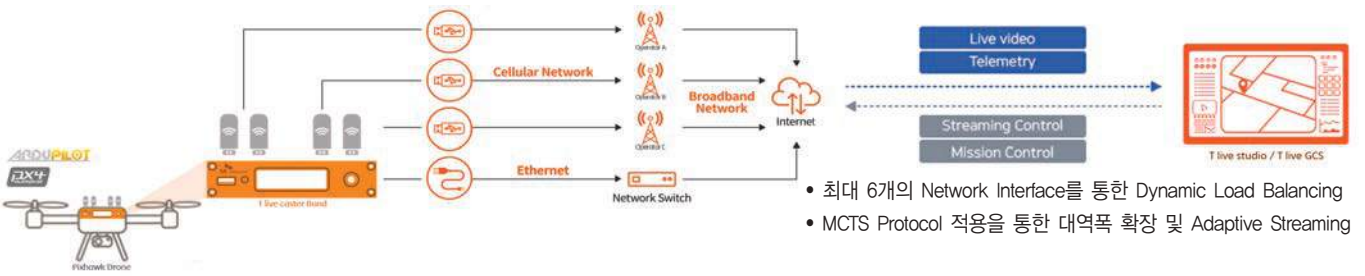 ARDUPILOT
PX4
Pixhawk Drone
T live caster Bond
Cellular Network
Ethernet
Operator A
Operator B
Operator C
Network Switch
Broadband
Network
Internet
Live video
Telemetry
Streaming Control
Mission Control
T live studio / T live GCS
• 최대 6개의 Network Interface를 통한 Dynamic Load Balancing
• MCTS Protocol 적용을 통한 대역폭 확장 및 Adaptive Streaming